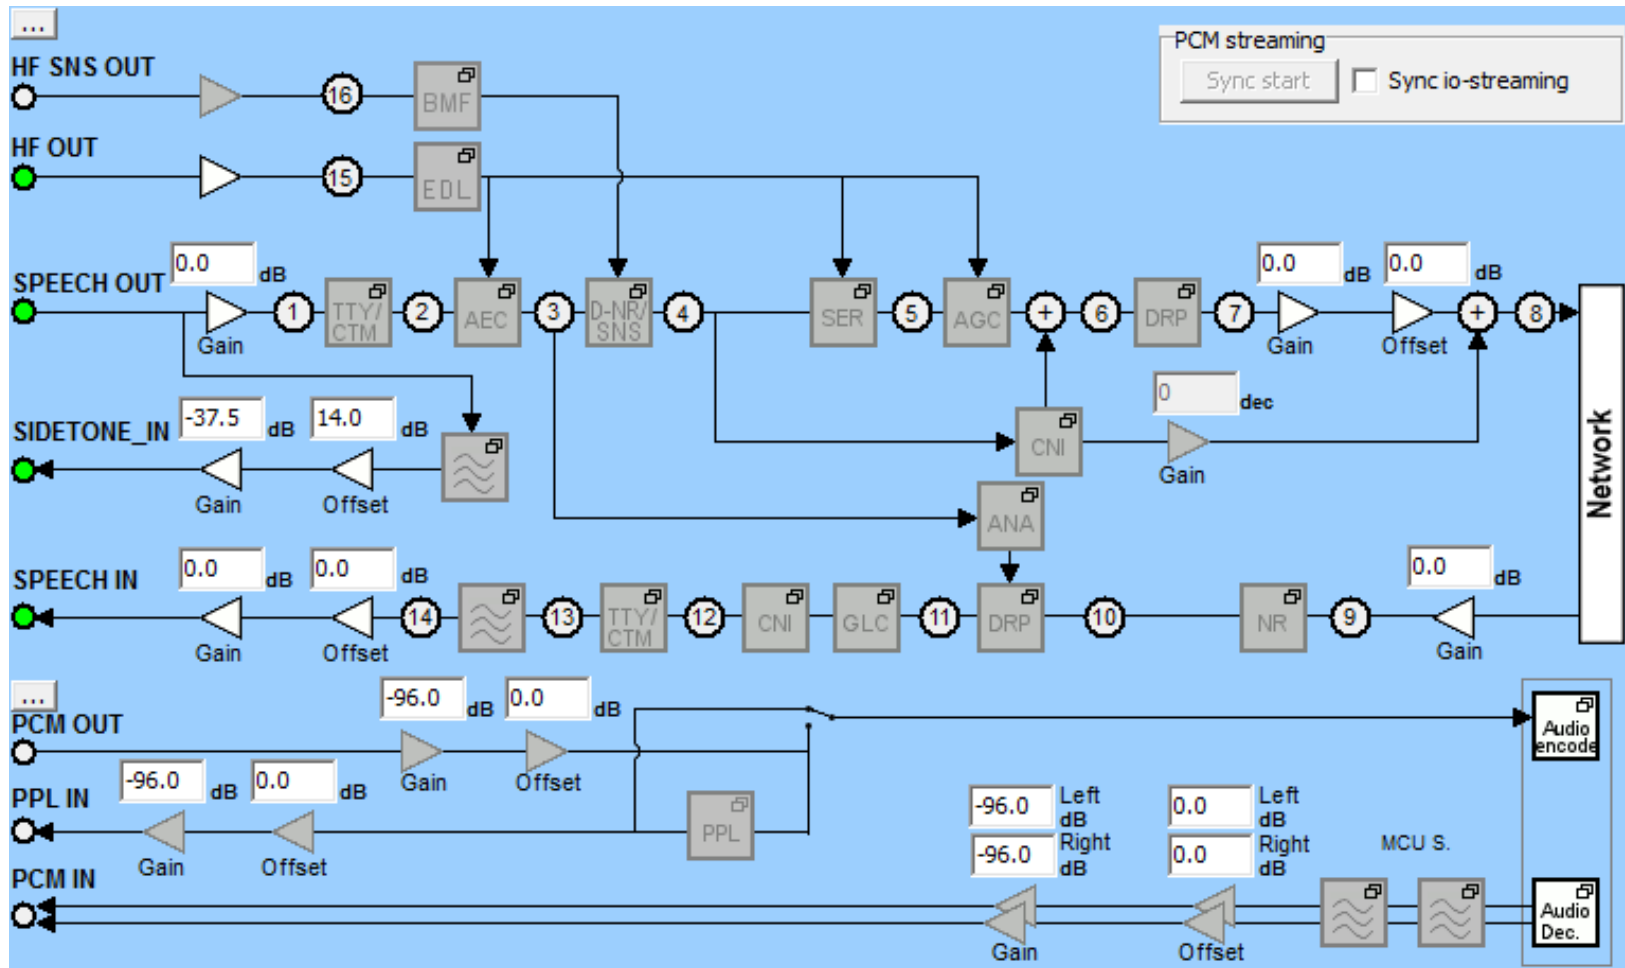 ...
PCM streaming
Sync start
Sync io-streaming
HF SNS OUT
16
BMF
HF OUT
15
EDL
0.0 dB
0.0 dB
0.0 dB
SPEECH OUT
Gain
1
TTY/
CTM
2
AEC
3
D-NR/
SNS
4
SER
5
AGC
+
6
DRP
7
Gain
Offset
+
8
Network
0 dec
-37.5 dB
14.0 dB
SIDETONE_IN
Gain
Offset
CNI
Gain
ANA
SPEECH IN
0.0 dB
0.0 dB
0.0 dB
Gain
Offset
14
13
TTY/
CTM
12
CNI
GLC
11
DRP
10
NR
9
Gain
...
PCM OUT
-96.0 dB
0.0 dB
Gain
Offset
Audio
encode
PPL IN
-96.0 dB
0.0 dB
Gain
Offset
PPL
-96.0 Left dB
-96.0 Right dB
0.0 Left dB
0.0 Right dB
MCU S.
PCM IN
Gain
Offset
Audio
Dec.